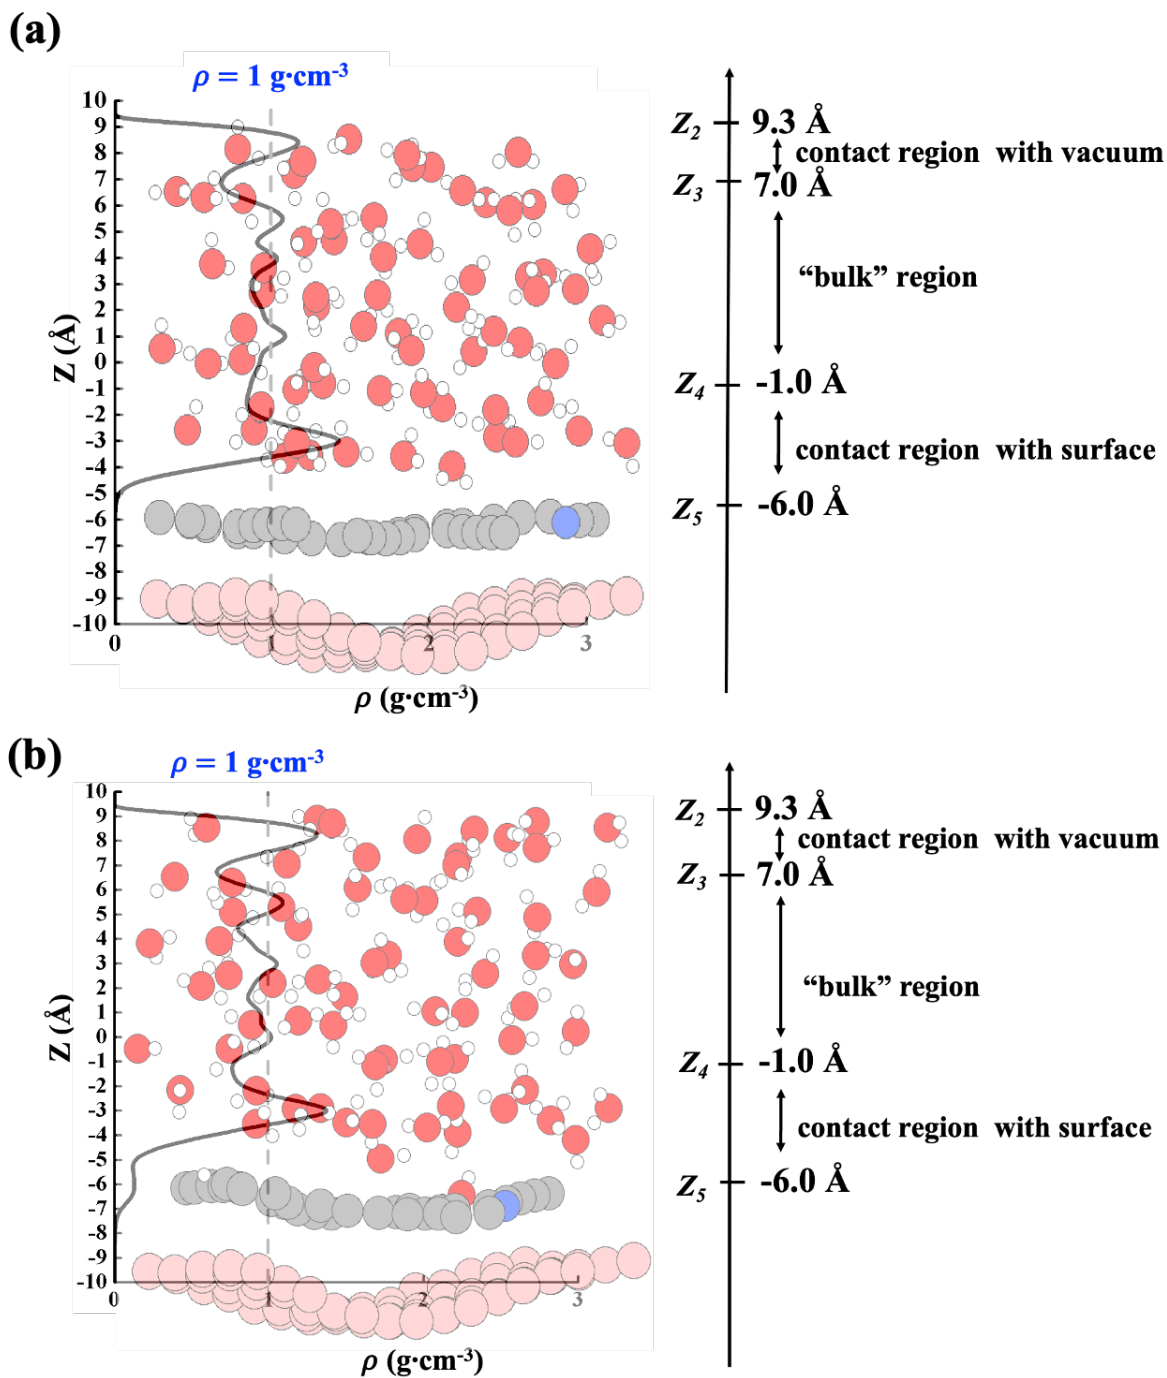 (a)
ρ = 1 g·cm-3
10
9
8
7
6
5
4
3
2
1
0
-1
-2
-3
-4
-5
-6
-7
-8
-9
-10
Z (Å)
0
1
2
3
ρ (g·cm-3)
Z2 9.3 Å
contact region with vacuum
Z3 7.0 Å
“bulk” region
Z4 -1.0 Å
contact region with surface
Z5 -6.0 Å
(b)
ρ = 1 g·cm-3
10
9
8
7
6
5
4
3
2
1
0
-1
-2
-3
-4
-5
-6
-7
-8
-9
-10
Z (Å)
0
1
2
3
ρ (g·cm-3)
Z2 9.3 Å
contact region with vacuum
Z3 7.0 Å
“bulk” region
Z4 -1.0 Å
contact region with surface
Z5 -6.0 Å